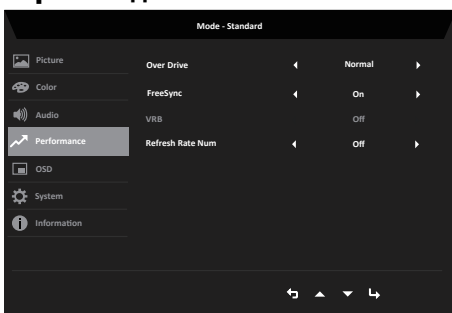 Mode - Standard
Picture
Over Drive Normal
Color
FreeSync On
Audio
VRB Off
Performance
Refresh Rate Num Off
OSD
System
Information